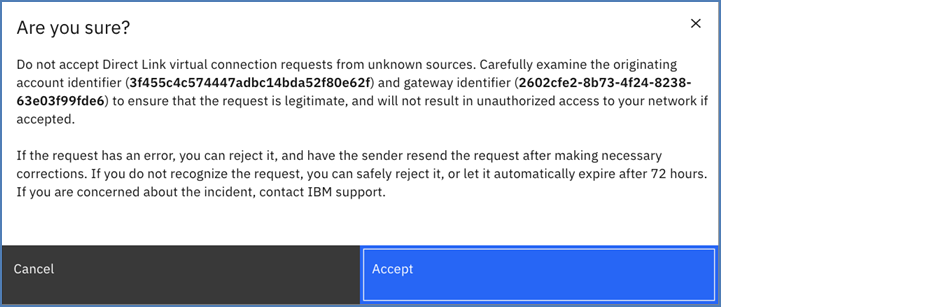 Are you sure?
Do not accept Direct Link virtual connection requests from unknown sources. Carefully examine the originating
account identifier (3f455c4c574447adbc14bda52f80e62f) and gateway identifier (2602cfe2-8b73-4f24-8238-
63e03f99fde6) to ensure that the request is legitimate, and will not result in unauthorized access to your network if
accepted.
If the request has an error, you can reject it, and have the sender resend the request after making necessary
corrections. If you do not recognize the request, you can safely reject it, or let it automatically expire after 72 hours.
If you are concerned about the incident, contact IBM support.
Cancel
Accept